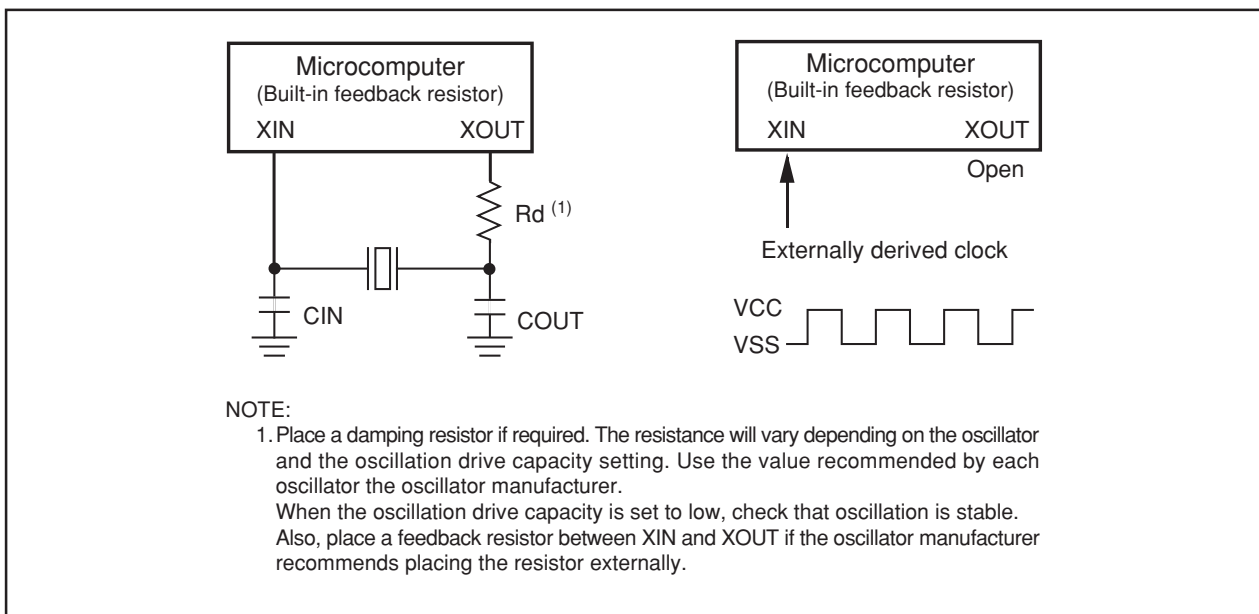 Microcomputer
(Built-in feedback resistor)
XIN XOUT
Rd (1)
CIN
COUT
Microcomputer
(Built-in feedback resistor)
XIN XOUT
Open
Externally derived clock
VCC
VSS
NOTE:
1. Place a damping resistor if required. The resistance will vary depending on the oscillator
and the oscillation drive capacity setting. Use the value recommended by each
oscillator the oscillator manufacturer.
When the oscillation drive capacity is set to low, check that oscillation is stable.
Also, place a feedback resistor between XIN and XOUT if the oscillator manufacturer
recommends placing the resistor externally.